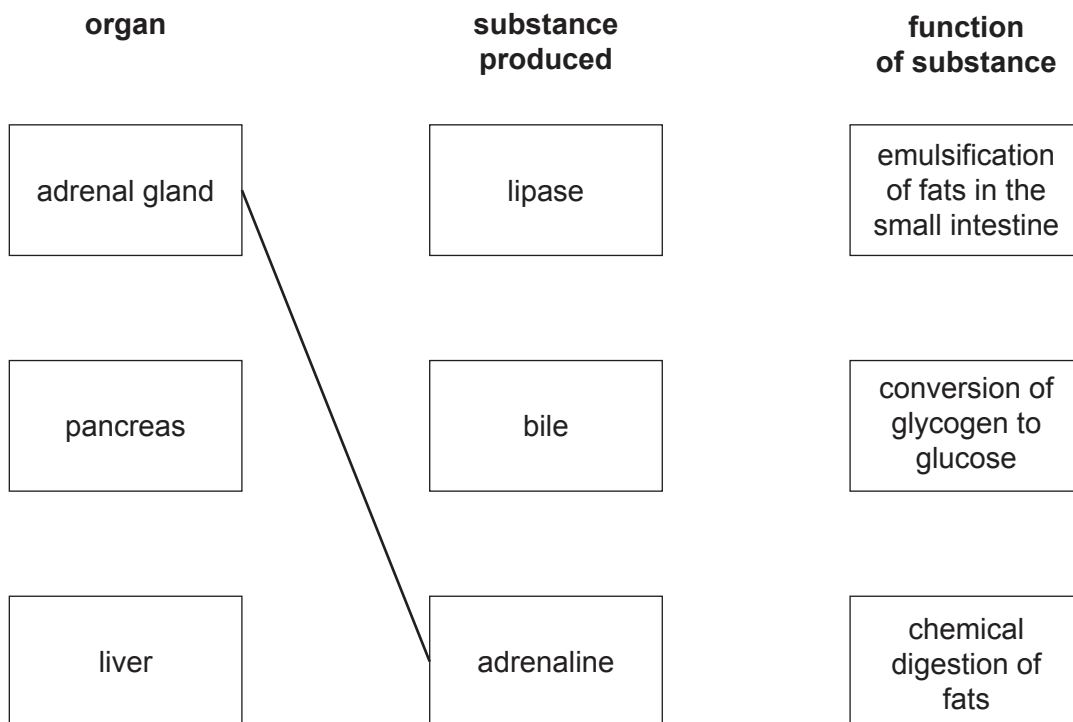 organ
substance
produced
function
of substance
adrenal gland
lipase
emulsification
of fats in the
small intestine
pancreas
bile
conversion of
glycogen to
glucose
liver
adrenaline
chemical
digestion of
fats